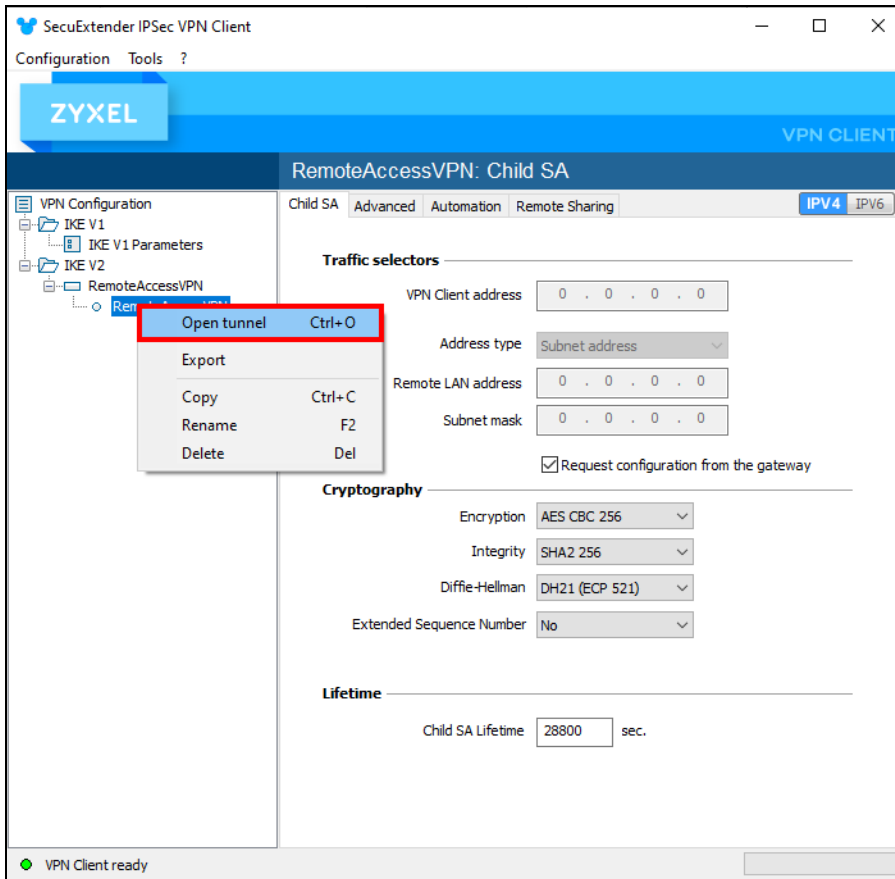 SecuExtender IPSec VPN Client
Configuration Tools ?
ZYXEL
VPN CLIENT
RemoteAccessVPN: Child SA
VPN Configuration
IKE V1
IKE V1 Parameters
IKE V2
RemoteAccessVPN
Open tunnel Ctrl+O
Export
Copy Ctrl+C
Rename F2
Delete Del
Child SA Advanced Automation Remote Sharing IPV4 IPV6
Traffic selectors
VPN Client address 0 . 0 . 0 . 0
Address type Subnet address
Remote LAN address 0 . 0 . 0 . 0
Subnet mask 0 . 0 . 0 . 0
Request configuration from the gateway
Cryptography
Encryption AES CBC 256
Integrity SHA2 256
Diffie-Hellman DH21 (ECP 521)
Extended Sequence Number No
Lifetime
Child SA Lifetime 28800 sec.
VPN Client ready